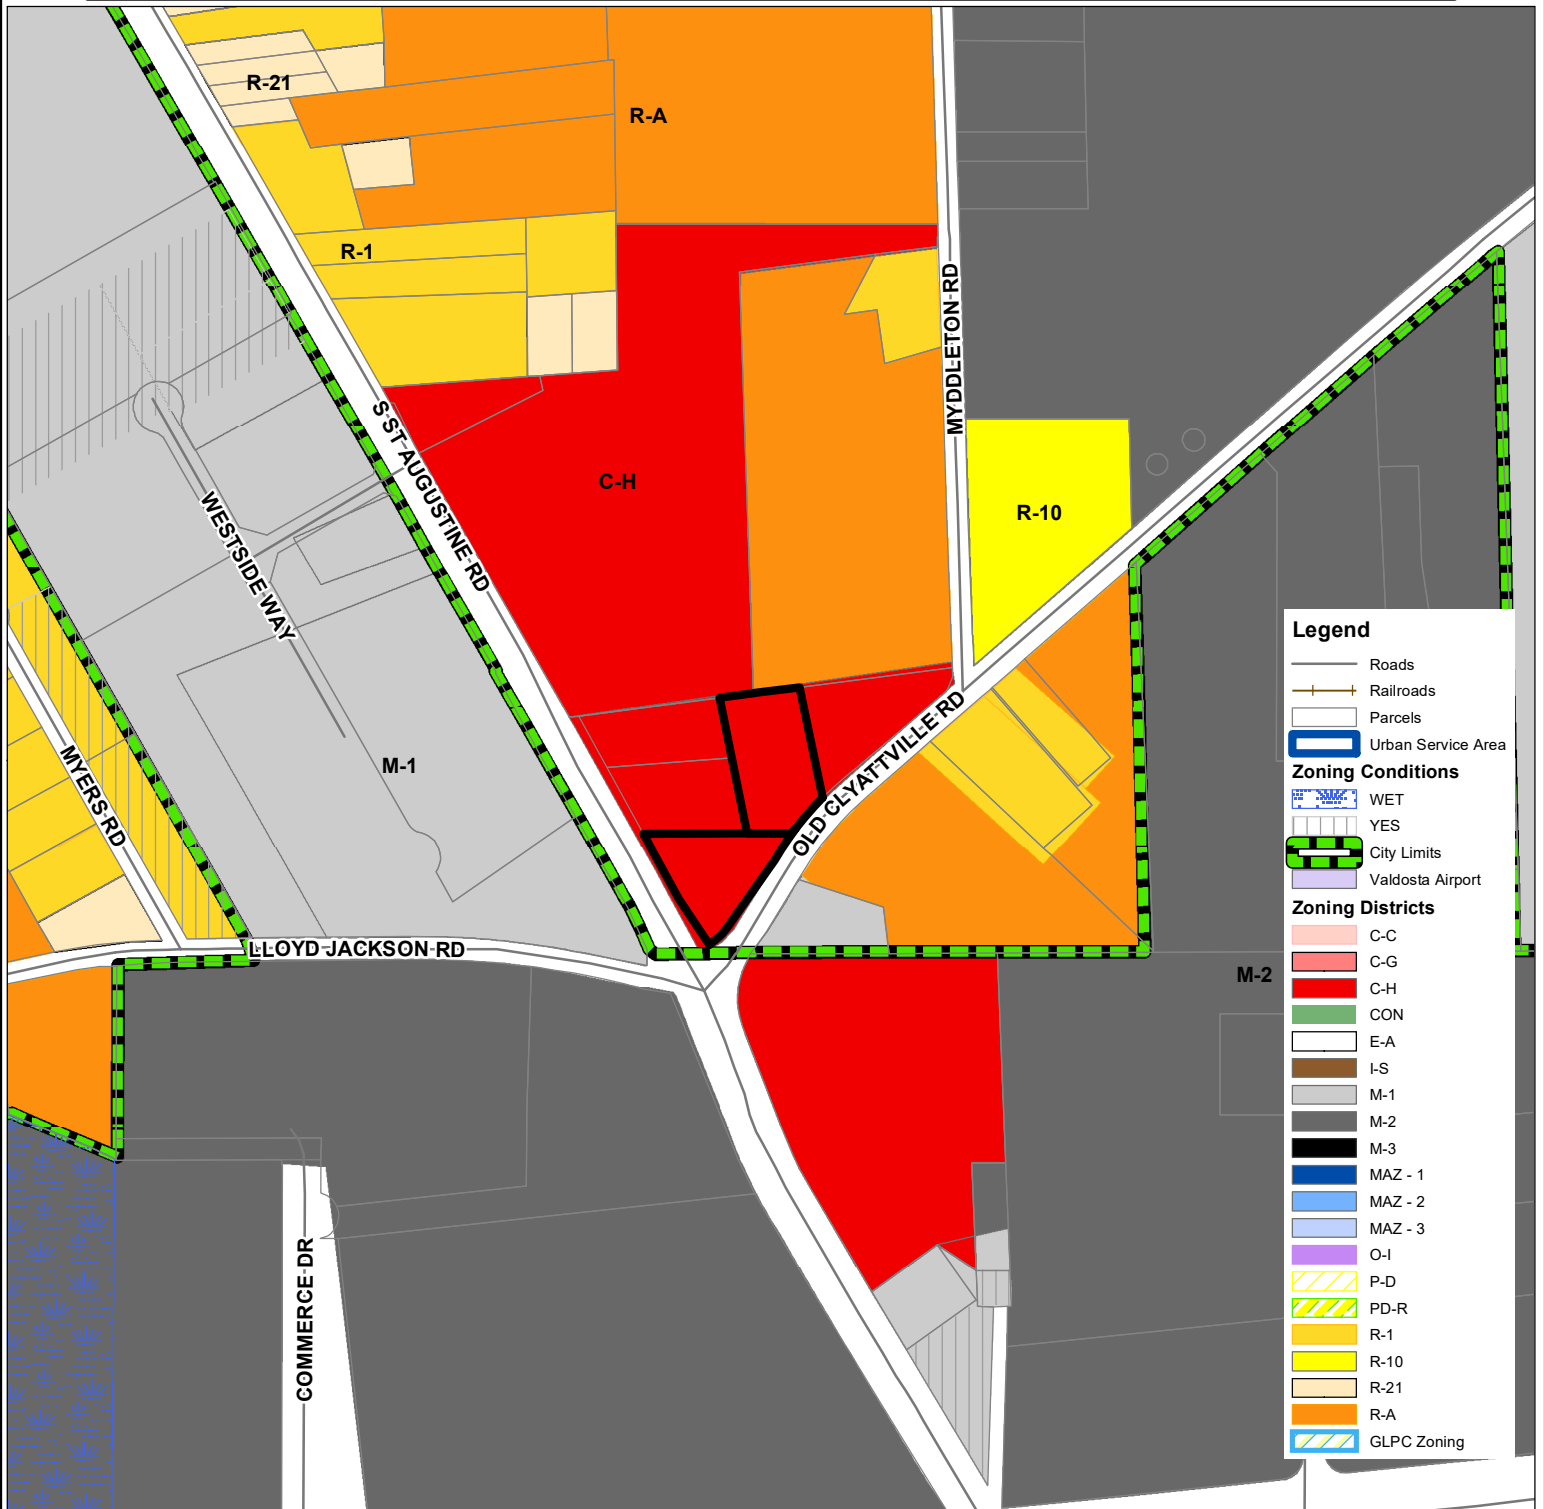 R-21
R-A
R-1
MYDDLETON RD
S ST AUGUSTINE RD
C-H
R-10
WESTSIDE WAY
M-1
MYERS RD
OLD CLYATTVILLE RD
LLOYD JACKSON RD
M-2
COMMERCE DR
Legend
Roads
Railroads
Parcels
Urban Service Area
Zoning Conditions
WET
YES
City Limits
Valdosta Airport
Zoning Districts
C-C
C-G
C-H
CON
E-A
I-S
M-1
M-2
M-3
MAZ - 1
MAZ - 2
MAZ - 3
O-I
P-D
PD-R
R-1
R-10
R-21
R-A
GLPC Zoning